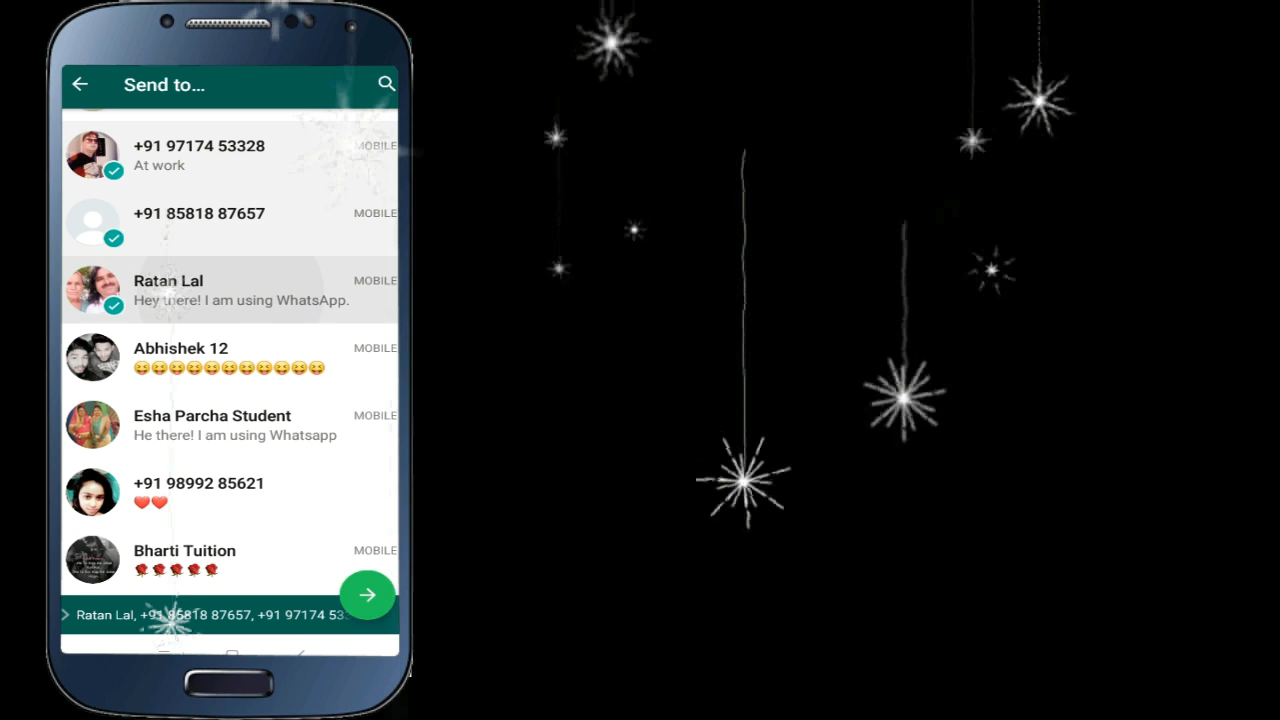 Send to...
+91 97174 53328
MOBILE
At work
+91 85818 87657
MOBILE
Ratan Lal
MOBILE
Hey there! I am using WhatsApp.
Abhishek 12
MOBILE
😝😝😝😝😝😝😝😝😝😝😝
Esha Parcha Student
MOBILE
He there! I am using Whatsapp
+91 98992 85621
❤️❤️
Bharti Tuition
MOBILE
🌹🌹🌹🌹🌹
Ratan Lal, +91 85818 87657, +91 97174 53